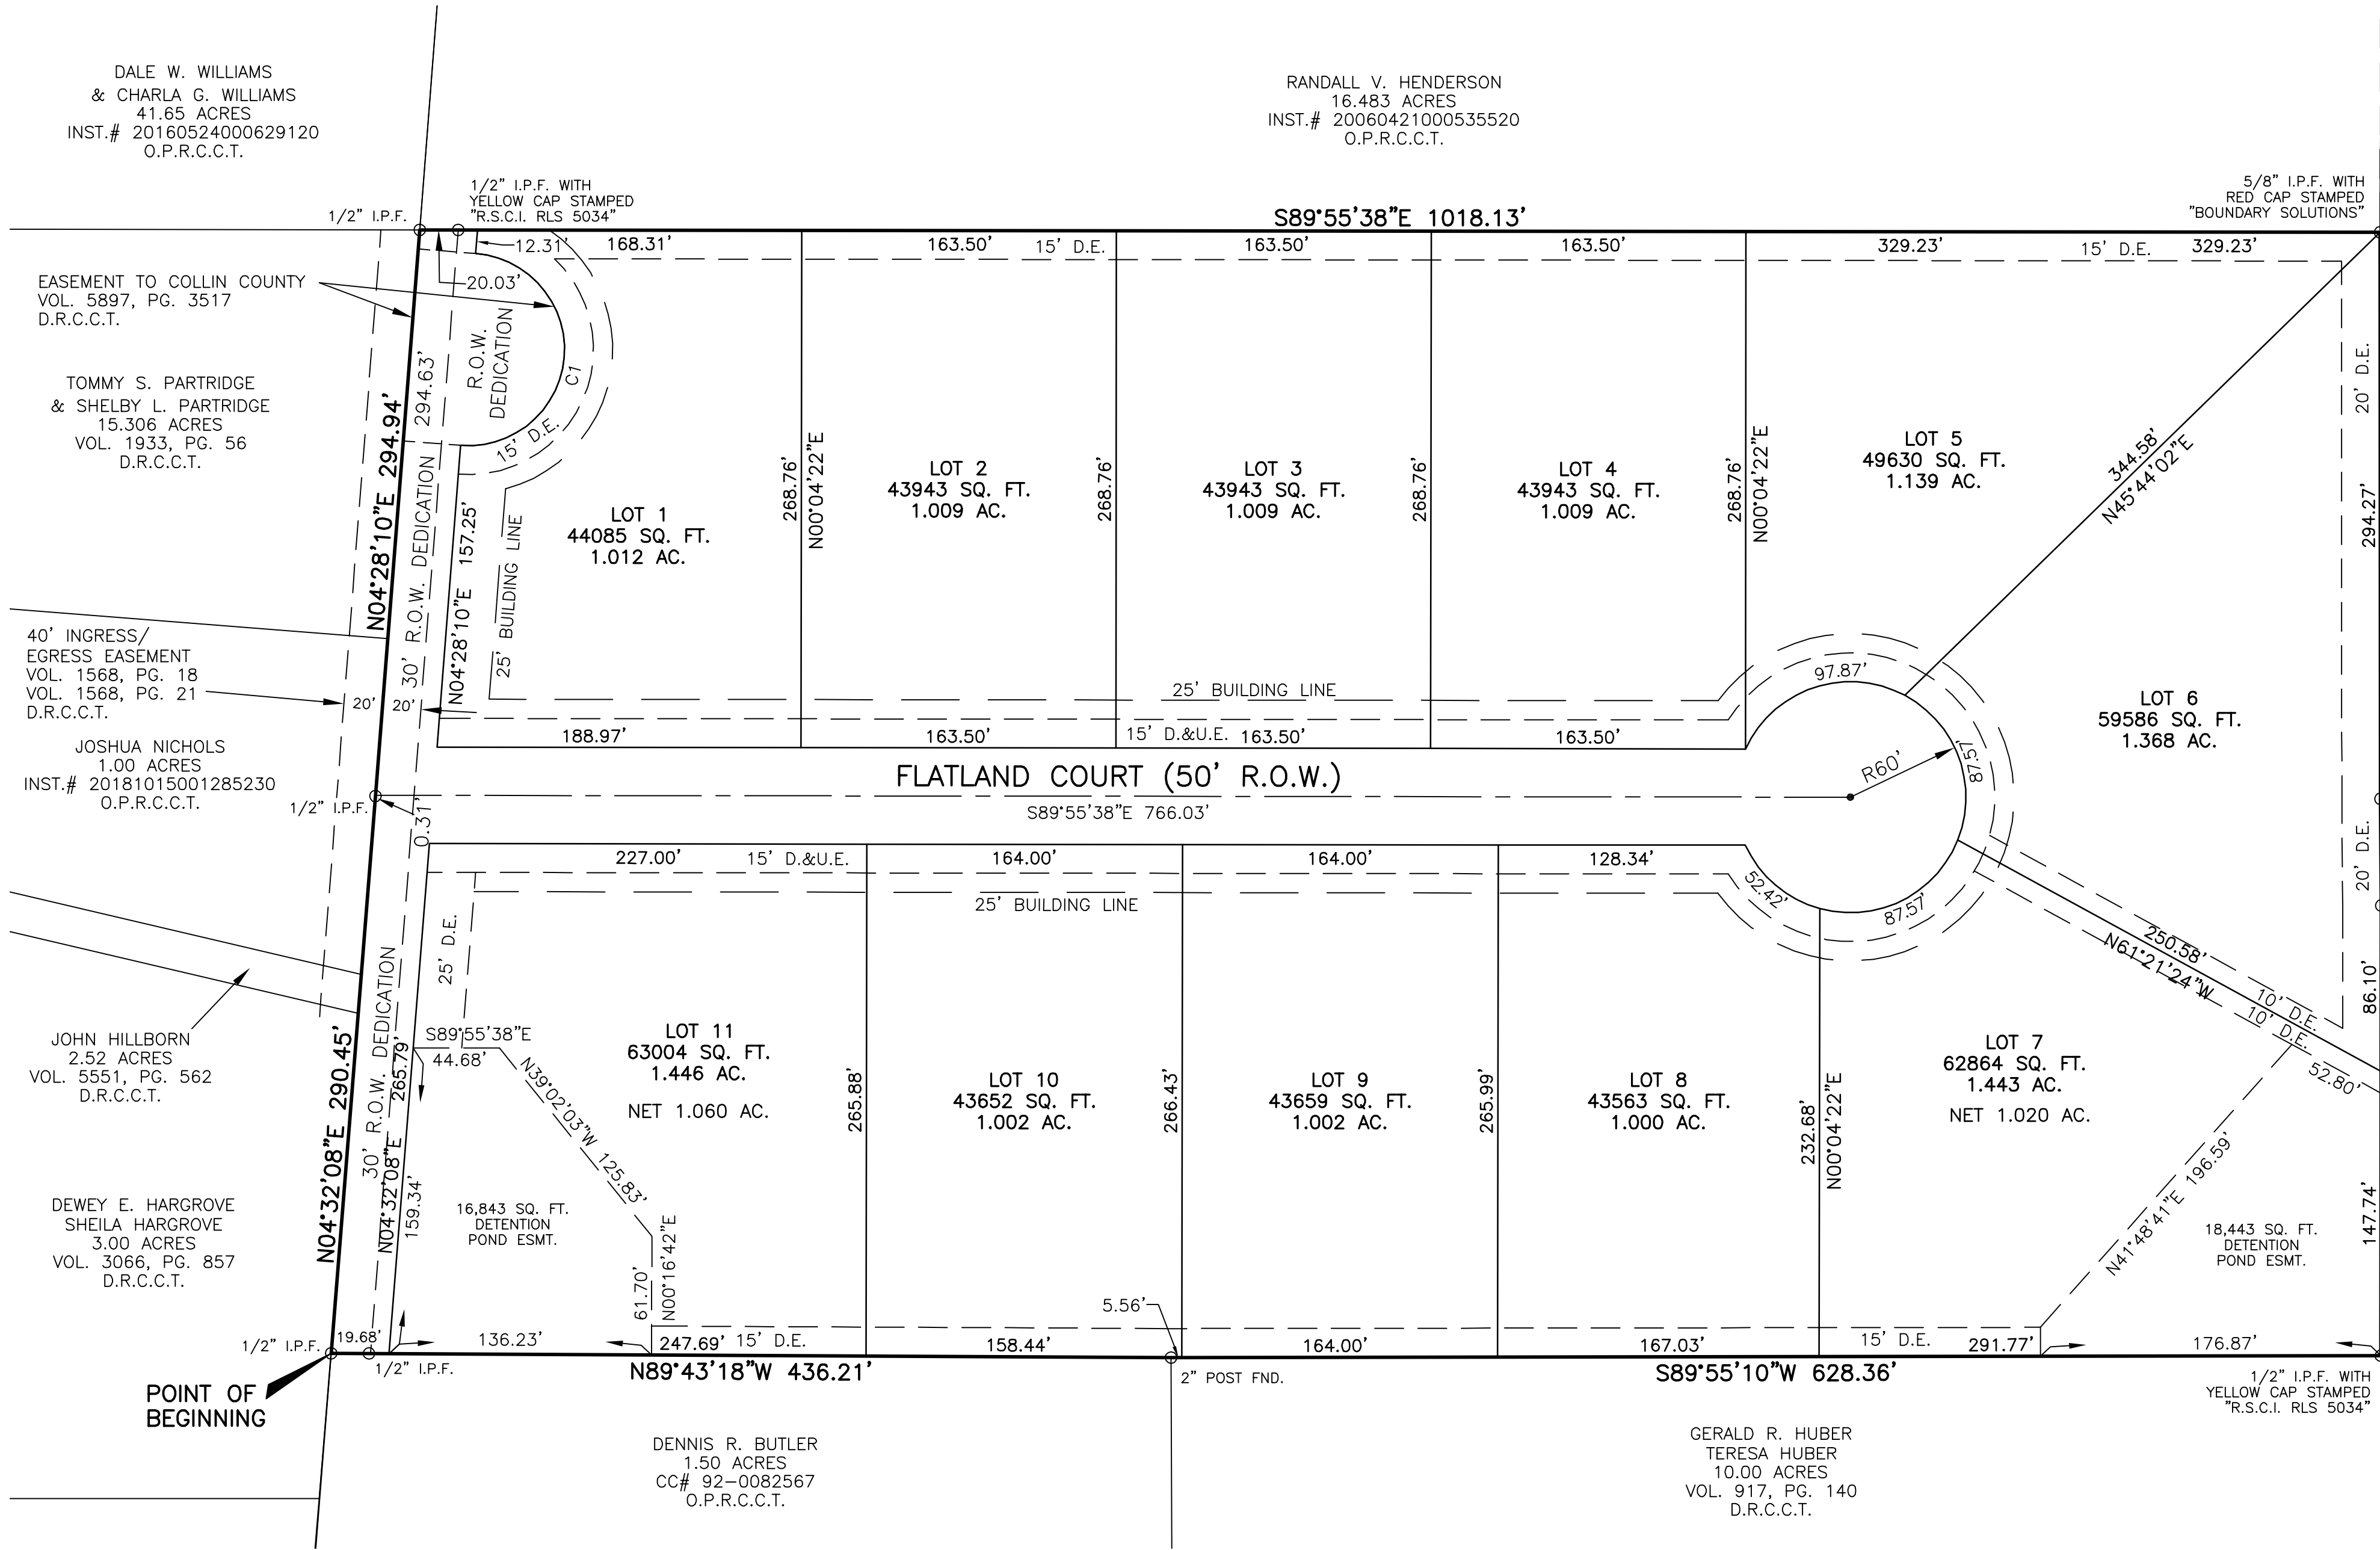 DALE W. WILLIAMS
& CHARLA G. WILLIAMS
41.65 ACRES
INST.# 20160524000629120
O.P.R.C.C.T.
RANDALL V. HENDERSON
16.483 ACRES
INST.# 20060421000535520
O.P.R.C.C.T.
1/2" I.P.F.
1/2" I.P.F. WITH
YELLOW CAP STAMPED
"R.S.C.I. RLS 5034"
5/8" I.P.F. WITH
RED CAP STAMPED
"BOUNDARY SOLUTIONS"
S89°55'38"E 1018.13'
12.31'
168.31'
163.50'
15' D.E.
163.50'
163.50'
329.23'
15' D.E.
329.23'
20.03'
EASEMENT TO COLLIN COUNTY
VOL. 5897, PG. 3517
D.R.C.C.T.
R.O.W.
DEDICATION
C1
15' D.E.
TOMMY S. PARTRIDGE
& SHELBY L. PARTRIDGE
15.306 ACRES
VOL. 1933, PG. 56
D.R.C.C.T.
N04°28'10"E 294.94'
294.63'
30' R.O.W. DEDICATION
N04°28'10"E 157.25'
25' BUILDING LINE
LOT 1
44085 SQ. FT.
1.012 AC.
268.76'
N00°04'22"E
LOT 2
43943 SQ. FT.
1.009 AC.
268.76'
LOT 3
43943 SQ. FT.
1.009 AC.
268.76'
LOT 4
43943 SQ. FT.
1.009 AC.
268.76'
N00°04'22"E
LOT 5
49630 SQ. FT.
1.139 AC.
344.58'
N45°44'02"E
20' D.E.
294.27'
LOT 6
59586 SQ. FT.
1.368 AC.
40' INGRESS/
EGRESS EASEMENT
VOL. 1568, PG. 18
VOL. 1568, PG. 21
D.R.C.C.T.
20'
20'
25' BUILDING LINE
97.87'
87.57'
R60'
188.97'
163.50'
15' D.&U.E.
163.50'
163.50'
JOSHUA NICHOLS
1.00 ACRES
INST.# 20181015001285230
O.P.R.C.C.T.
1/2" I.P.F.
0.31'
FLATLAND COURT (50' R.O.W.)
S89°55'38"E 766.03'
227.00'
15' D.&U.E.
164.00'
164.00'
128.34'
52.42'
87.57'
25' BUILDING LINE
20' D.E.
86.10'
250.58'
N61°21'24"W
10' D.E.
10' D.E.
52.80'
25' D.E.
JOHN HILLBORN
2.52 ACRES
VOL. 5551, PG. 562
D.R.C.C.T.
N04°32'08"E 290.45'
30' R.O.W. DEDICATION
N04°32'08"E 265.79'
159.34'
S89°55'38"E
44.68'
N39°02'03"W 125.83'
LOT 11
63004 SQ. FT.
1.446 AC.
NET 1.060 AC.
265.88'
LOT 10
43652 SQ. FT.
1.002 AC.
266.43'
LOT 9
43659 SQ. FT.
1.002 AC.
265.99'
LOT 8
43563 SQ. FT.
1.000 AC.
232.68'
N00°04'22"E
LOT 7
62864 SQ. FT.
1.443 AC.
NET 1.020 AC.
N41°48'41"E 196.59'
147.74'
18,443 SQ. FT.
DETENTION
POND ESMT.
DEWEY E. HARGROVE
SHEILA HARGROVE
3.00 ACRES
VOL. 3066, PG. 857
D.R.C.C.T.
16,843 SQ. FT.
DETENTION
POND ESMT.
61.70'
N00°16'42"E
5.56'
1/2" I.P.F.
19.68'
136.23'
247.69'
15' D.E.
158.44'
164.00'
167.03'
15' D.E.
291.77'
176.87'
1/2" I.P.F.
N89°43'18"W 436.21'
2" POST FND.
S89°55'10"W 628.36'
1/2" I.P.F. WITH
YELLOW CAP STAMPED
"R.S.C.I. RLS 5034"
POINT OF
BEGINNING
DENNIS R. BUTLER
1.50 ACRES
CC# 92-0082567
O.P.R.C.C.T.
GERALD R. HUBER
TERESA HUBER
10.00 ACRES
VOL. 917, PG. 140
D.R.C.C.T.